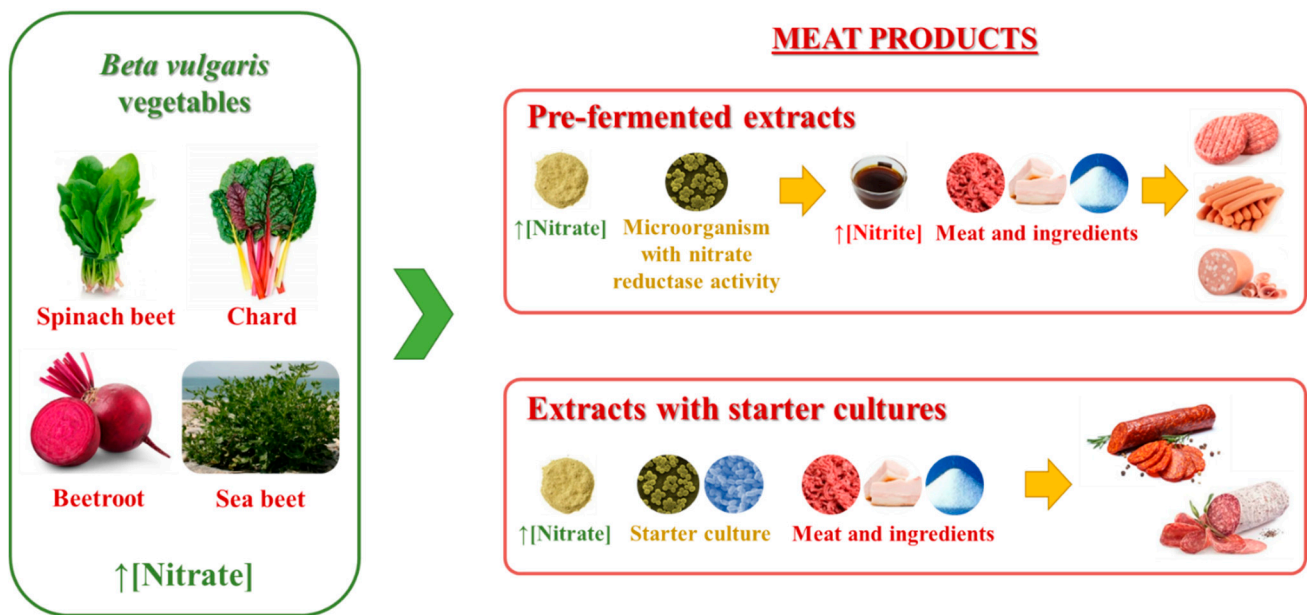 Beta vulgaris
vegetables
Spinach beet
Chard
Beetroot
Sea beet
↑[Nitrate]
MEAT PRODUCTS
Pre-fermented extracts
↑[Nitrate]
Microorganism
with nitrate
reductase activity
↑[Nitrite]
Meat and ingredients
Extracts with starter cultures
↑[Nitrate]
Starter culture
Meat and ingredients